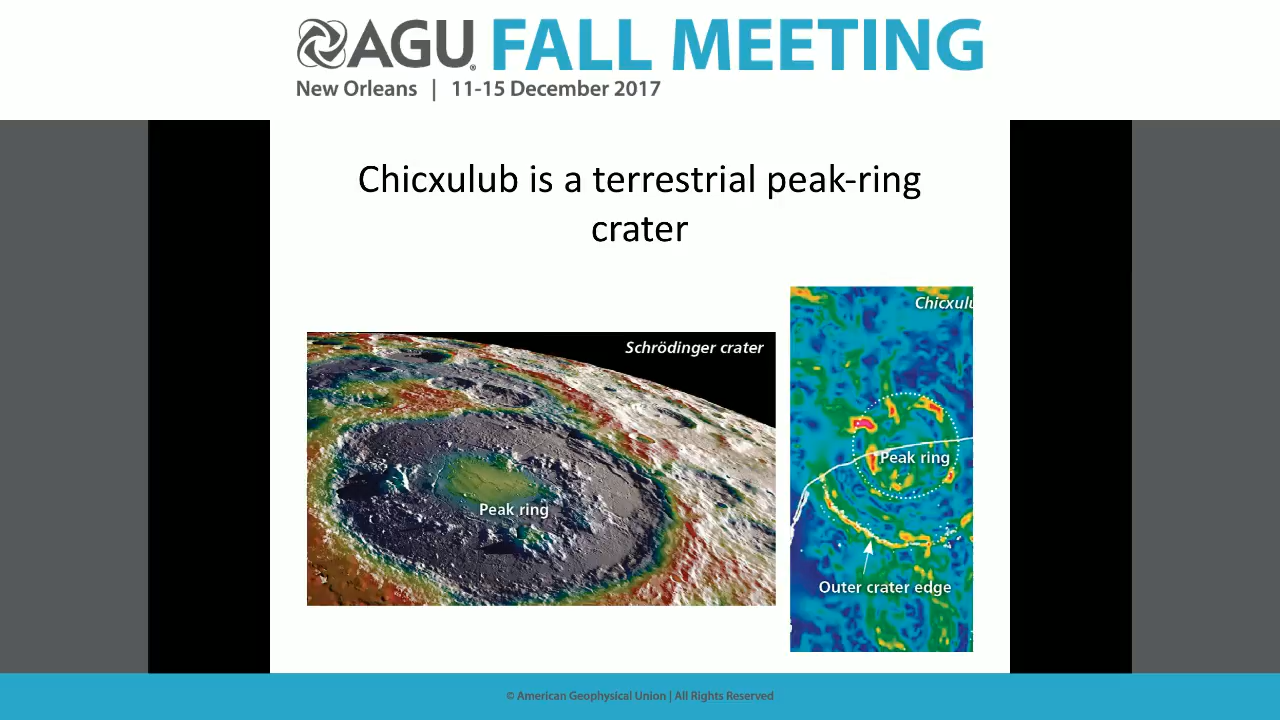 AGU FALL MEETING
New Orleans | 11-15 December 2017
Chicxulub is a terrestrial peak-ring
crater
Schrödinger crater
Peak ring
Chicxulu
Peak ring
Outer crater edge
© American Geophysical Union | All Rights Reserved